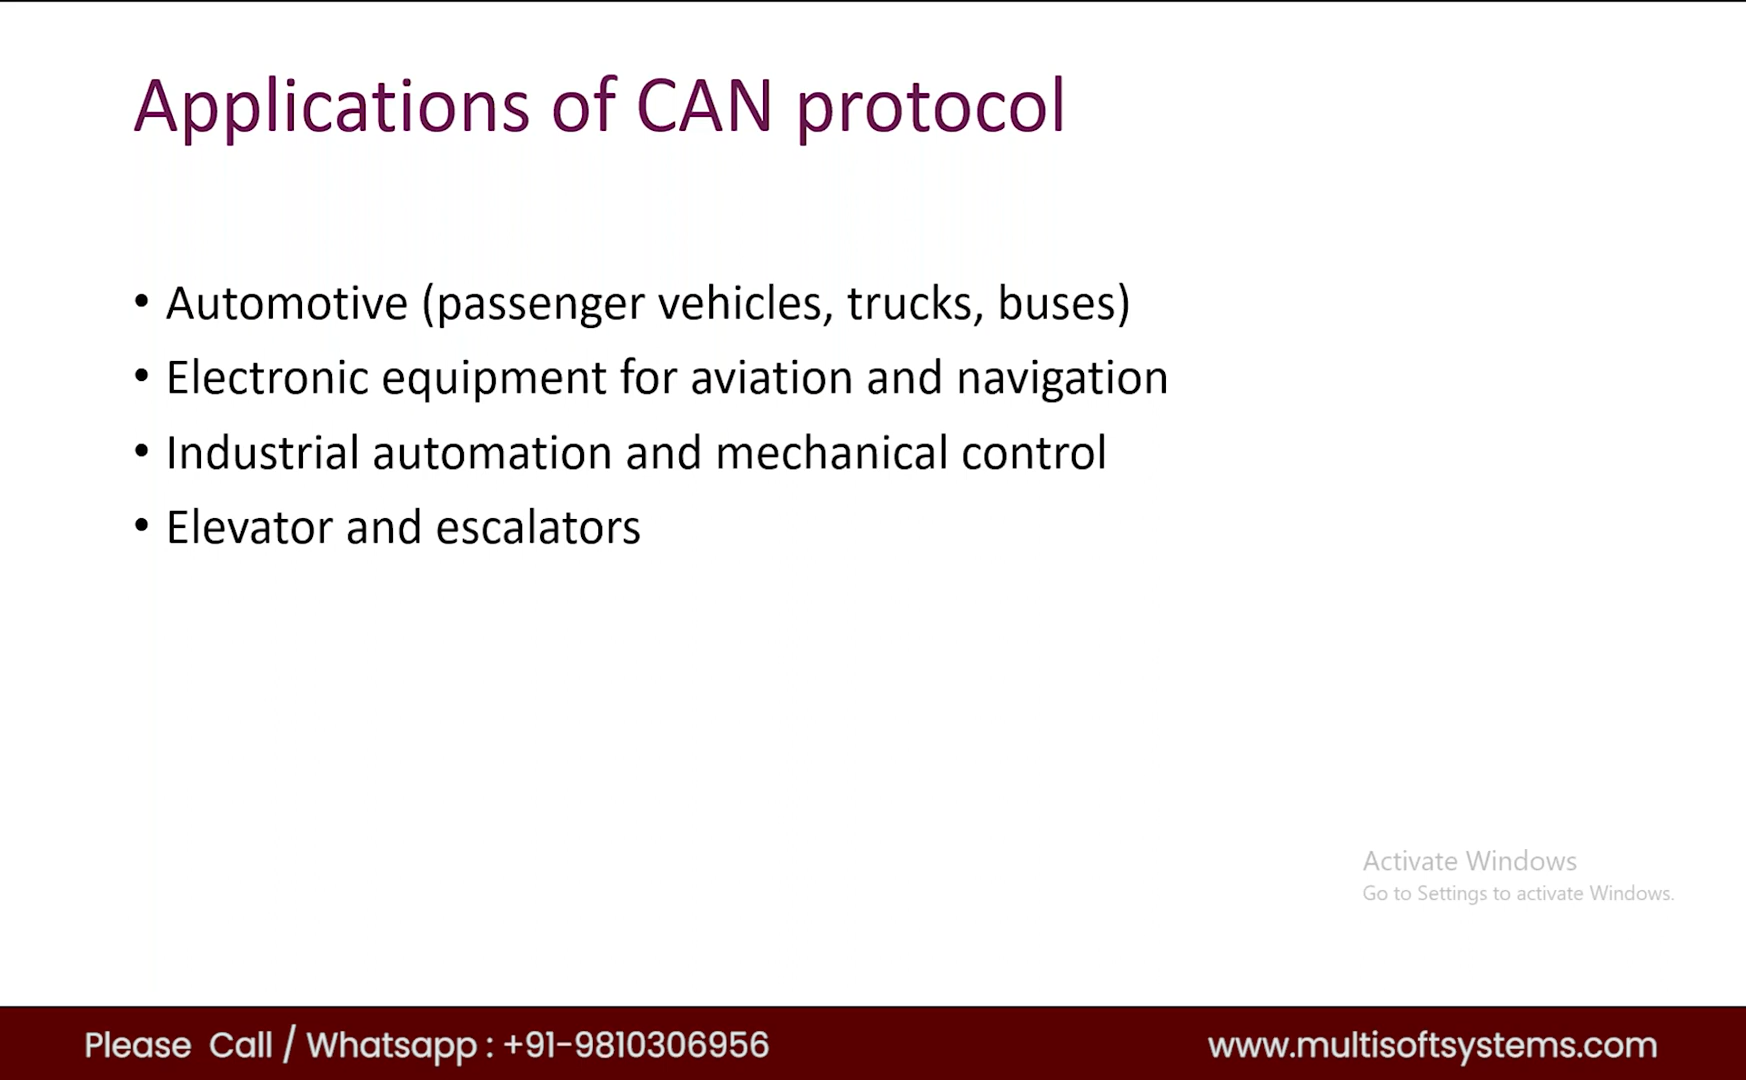 Applications of CAN protocol
• Automotive (passenger vehicles, trucks, buses)
• Electronic equipment for aviation and navigation
• Industrial automation and mechanical control
• Elevator and escalators
Activate Windows
Go to Settings to activate Windows.
Please Call / Whatsapp : +91-9810306956
www.multisoftsystems.com